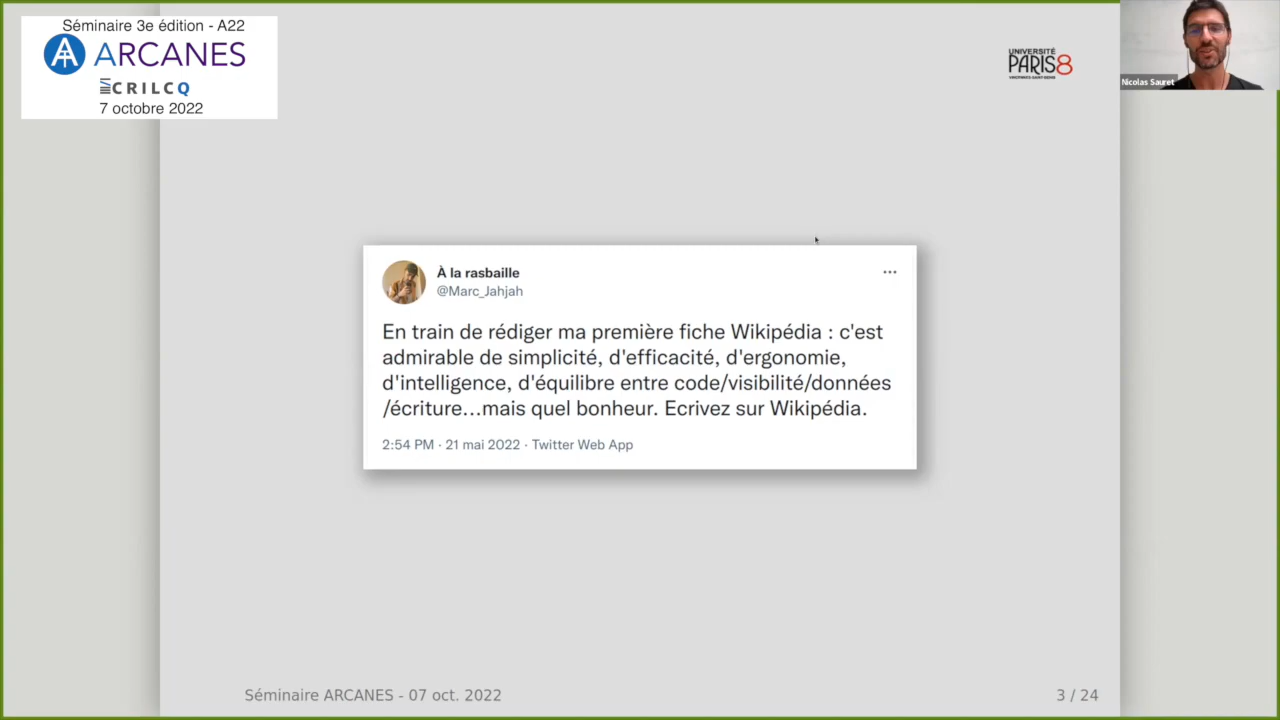 Séminaire 3e édition - A22
ARCANES
CRILCQ
7 octobre 2022
UNIVERSITÉ
PARIS8
VINCENNES-SAINT-DENIS
Nicolas Sauret
À la rasbaille
@Marc_Jahjah
En train de rédiger ma première fiche Wikipédia : c'est
admirable de simplicité, d'efficacité, d'ergonomie,
d'intelligence, d'équilibre entre code/visibilité/données
/écriture...mais quel bonheur. Ecrivez sur Wikipédia.
2:54 PM · 21 mai 2022 · Twitter Web App
Séminaire ARCANES - 07 oct. 2022
3 / 24